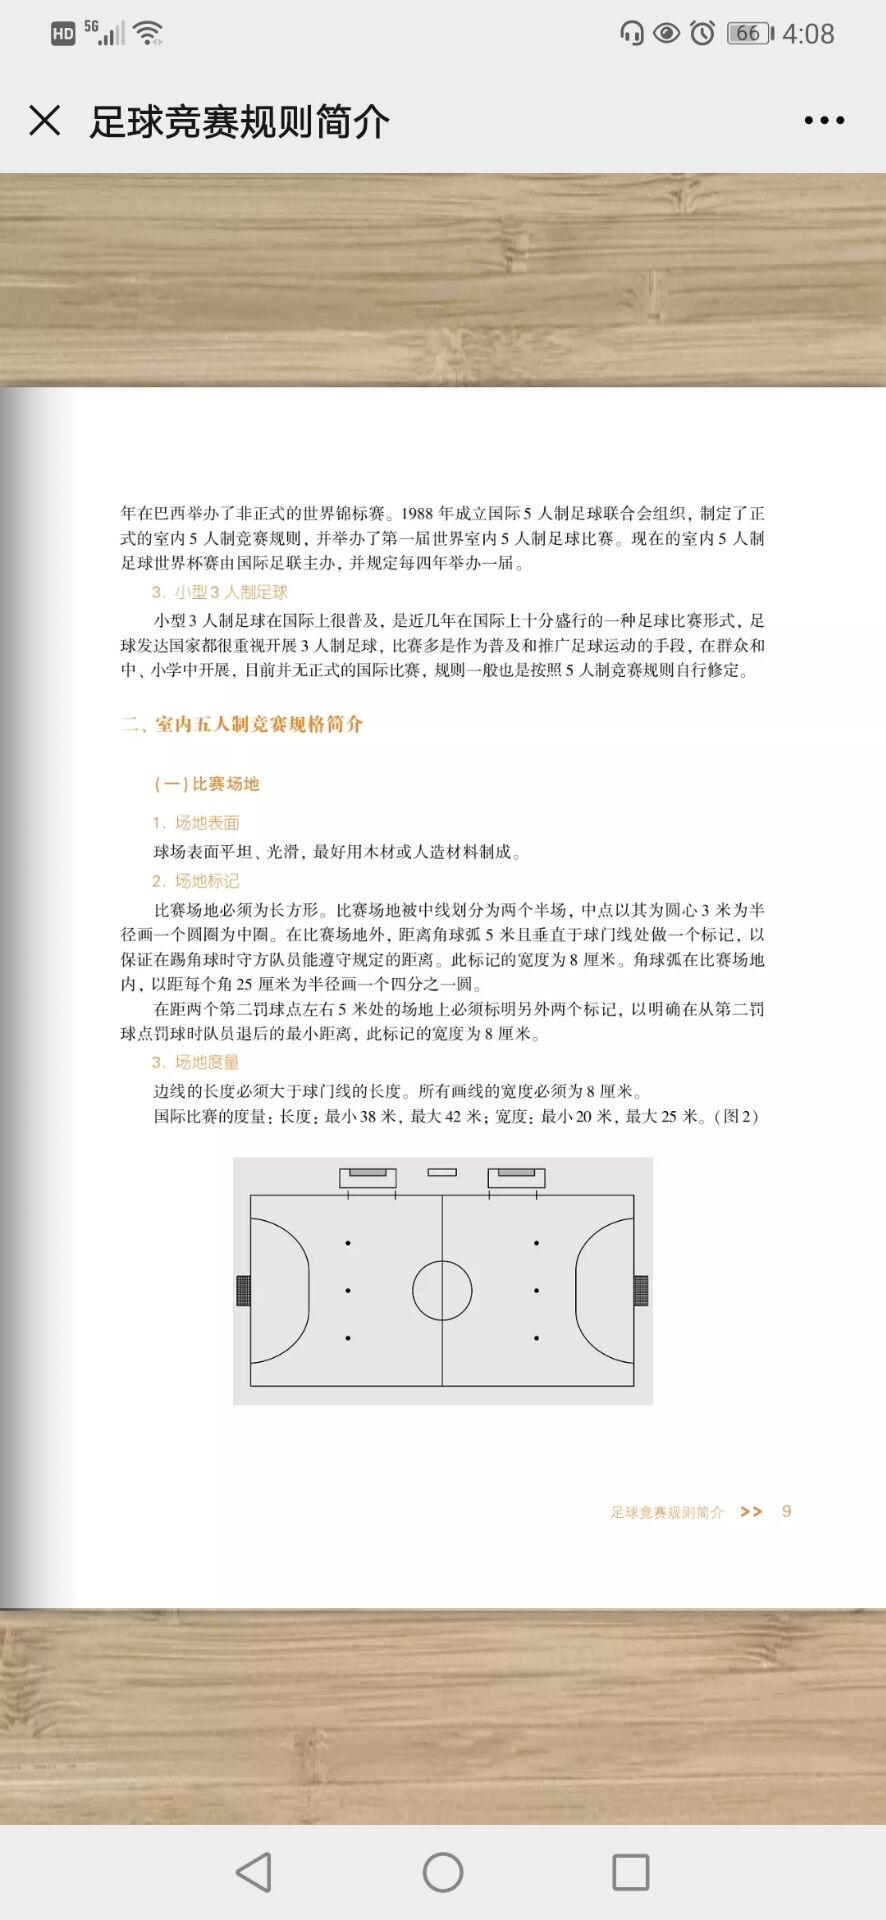 HD 5G 66 4:08
足球竞赛规则简介
年在巴西举办了非正式的世界锦标赛。1988 年成立国际 5 人制足球联合会组织，制定了正
式的室内 5 人制竞赛规则，并举办了第一届世界室内 5 人制足球比赛。现在的室内 5 人制
足球世界杯赛由国际足联主办，并规定每四年举办一届。
3. 小型 3 人制足球
小型 3 人制足球在国际上很普及，是近几年在国际上十分盛行的一种足球比赛形式，足
球发达国家都很重视开展 3 人制足球，比赛多是作为普及和推广足球运动的手段，在群众和
中、小学中开展，目前并无正式的国际比赛，规则一般也是按照 5 人制竞赛规则自行修定。
二、室内五人制竞赛规格简介
(一)比赛场地
1. 场地表面
球场表面平坦、光滑，最好用木材或人造材料制成。
2. 场地标记
比赛场地必须为长方形。比赛场地被中线划分为两个半场，中点以其为圆心 3 米为半
径画一个圆圈为中圈。在比赛场地外，距离角球弧 5 米且垂直于球门线处做一个标记，以
保证在踢角球时守方队员能遵守规定的距离。此标记的宽度为 8 厘米。角球弧在比赛场地
内，以距每个角 25 厘米为半径画一个四分之一圆。
在距两个第二罚球点左右 5 米处的场地上必须标明另外两个标记，以明确在从第二罚
球点罚球时队员退后的最小距离，此标记的宽度为 8 厘米。
3. 场地度量
边线的长度必须大于球门线的长度。所有画线的宽度必须为 8 厘米。
国际比赛的度量：长度：最小 38 米，最大 42 米；宽度：最小 20 米，最大 25 米。(图 2)
足球竞赛规则简介 >> 9